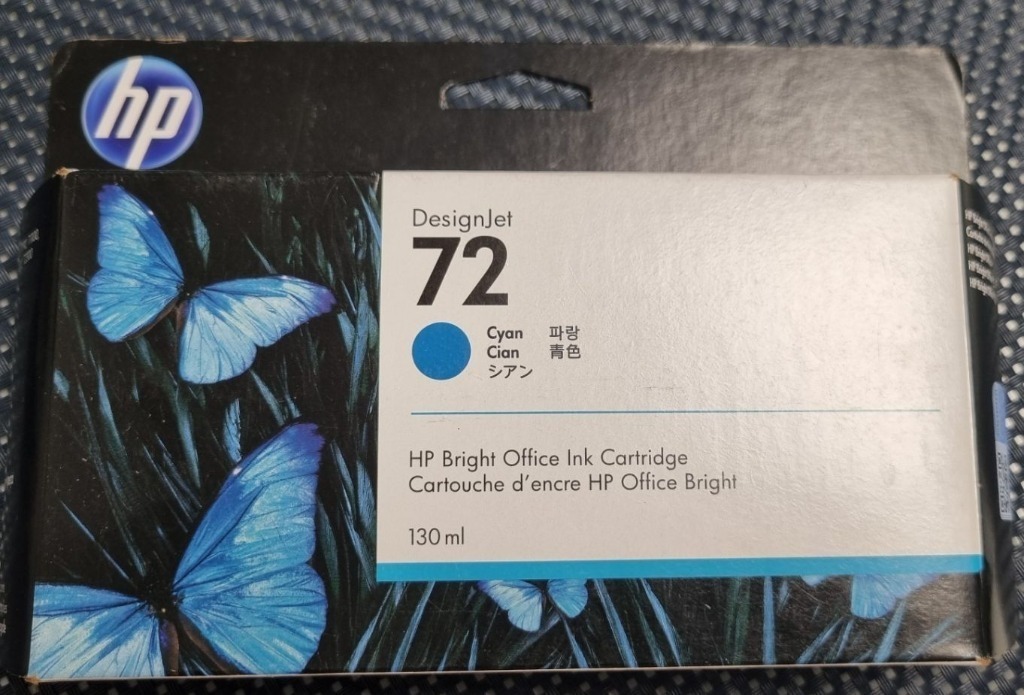 hp
DesignJet
72
Cyan 파랑
Cian 青色
シアン
HP Bright Office Ink Cartridge
Cartouche d'encre HP Office Bright
130 ml